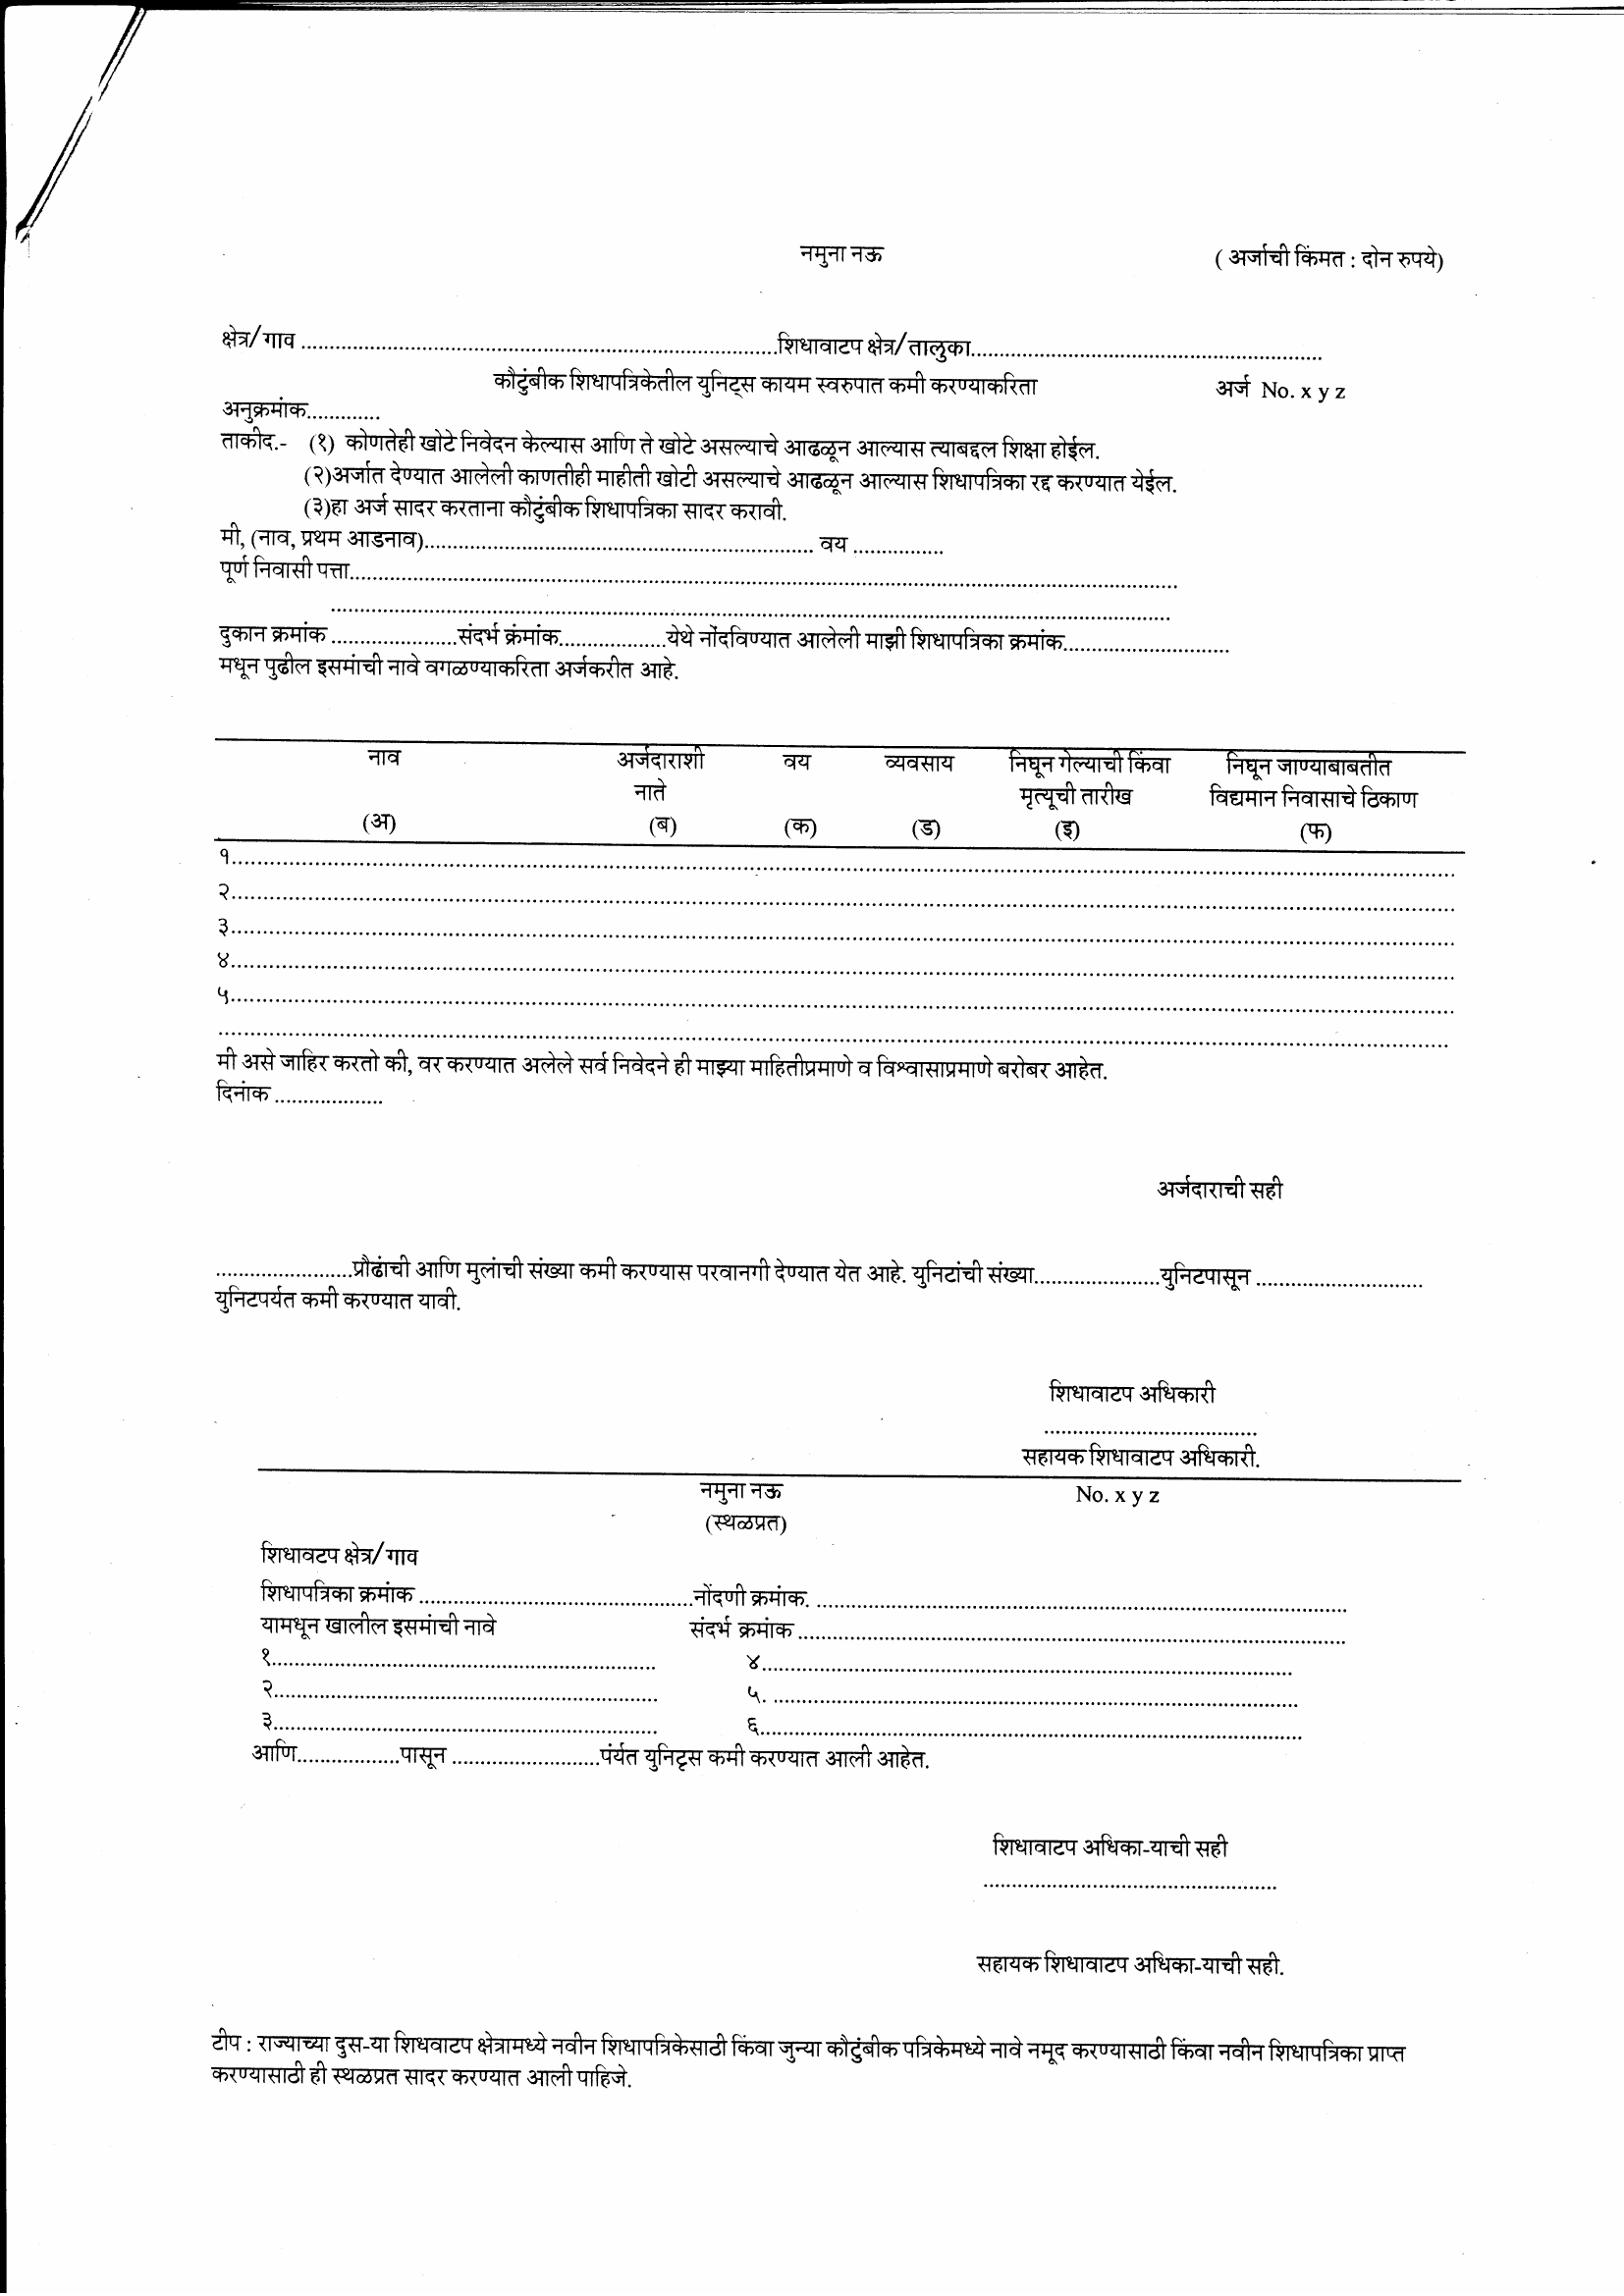 नमुना नऊ ( अर्जाची किंमत : दोन रुपये)
क्षेत्र/गाव ....................................................................................शिधावाटप क्षेत्र/तालुका..............................................................
कौटुंबीक शिधापत्रिकेतील युनिट्स कायम स्वरुपात कमी करण्याकरिता अर्ज No. x y z
अनुक्रमांक.............
ताकीद.- (१) कोणतेही खोटे निवेदन केल्यास आणि ते खोटे असल्याचे आढळून आल्यास त्याबद्दल शिक्षा होईल.
(२)अर्जात देण्यात आलेली काणतीही माहीती खोटी असल्याचे आढळून आल्यास शिधापत्रिका रद्द करण्यात येईल.
(३)हा अर्ज सादर करताना कौटुंबीक शिधापत्रिका सादर करावी.
मी, (नाव, प्रथम आडनाव)..................................................................... वय ................
पूर्ण निवासी पत्ता...................................................................................................................................................
......................................................................................................................................................
दुकान क्रमांक ......................संदर्भ क्रंमांक...................येथे नोंदविण्यात आलेली माझी शिधापत्रिका क्रमांक.............................
मधून पुढील इसमांची नावे वगळण्याकरिता अर्जकरीत आहे.
नाव अर्जदाराशी वय व्यवसाय निघून गेल्याची किंवा निघून जाण्याबाबतीत
नाते मृत्यूची तारीख विद्यमान निवासाचे ठिकाण
(अ) (ब) (क) (ड) (इ) (फ)
१....................................................................................................................................
२....................................................................................................................................
३....................................................................................................................................
४....................................................................................................................................
५....................................................................................................................................
....................................................................................................................................
मी असे जाहिर करतो की, वर करण्यात अलेले सर्व निवेदने ही माझ्या माहितीप्रमाणे व विश्वासाप्रमाणे बरोबर आहेत.
दिनांक ...................
अर्जदाराची सही
........................प्रौढांची आणि मुलांची संख्या कमी करण्यास परवानगी देण्यात येत आहे. युनिटांची संख्या......................युनिटपासून .............................
युनिटपर्यत कमी करण्यात यावी.
शिधावाटप अधिकारी
.....................................
सहायक शिधावाटप अधिकारी.
नमुना नऊ No. x y z
(स्थळप्रत)
शिधावटप क्षेत्र/गाव
शिधापत्रिका क्रमांक ................................................नोंदणी क्रमांक. ..............................................................................................
यामधून खालील इसमांची नावे संदर्भ क्रमांक .................................................................................................
१.................................................................... ४..............................................................................................
२.................................................................... ५. ............................................................................................
३.................................................................... ६................................................................................................
आणि..................पासून ..........................पंर्यत युनिट्स कमी करण्यात आली आहेत.
शिधावाटप अधिका-याची सही
....................................................
सहायक शिधावाटप अधिका-याची सही.
टीप : राज्याच्या दुस-या शिधवाटप क्षेत्रामध्ये नवीन शिधापत्रिकेसाठी किंवा जुन्या कौटुंबीक पत्रिकेमध्ये नावे नमूद करण्यासाठी किंवा नवीन शिधापत्रिका प्राप्त
करण्यासाठी ही स्थळप्रत सादर करण्यात आली पाहिजे.